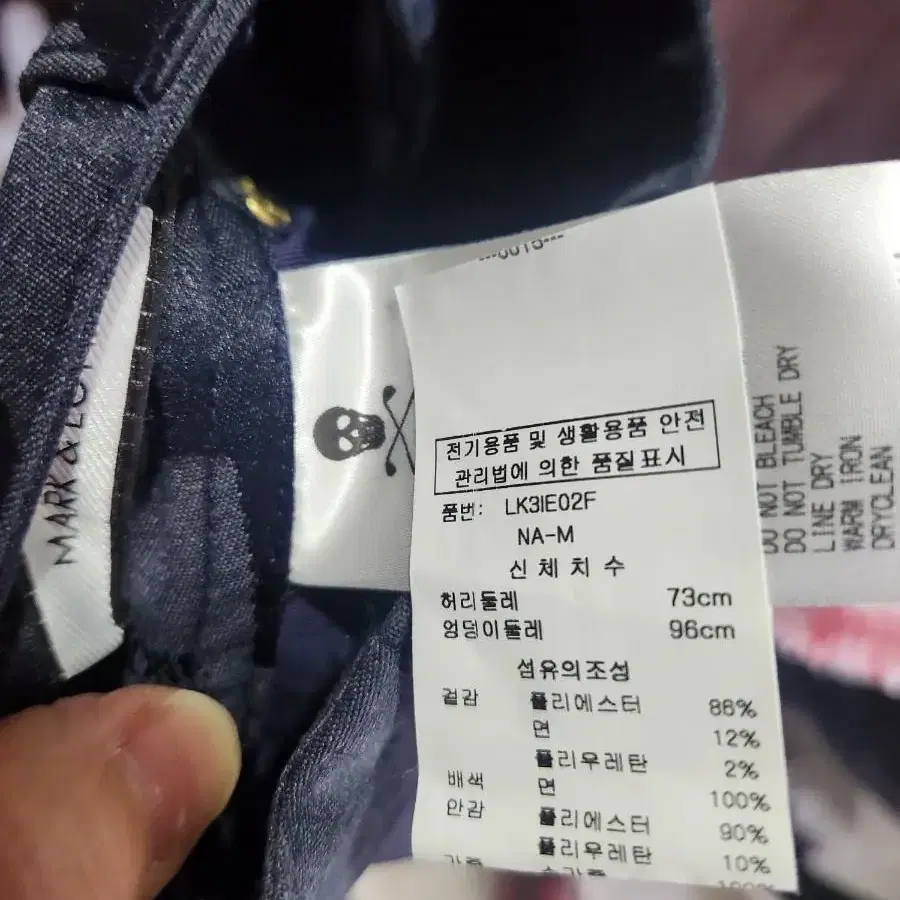 MARK & LO
---0015---
전기용품 및 생활용품 안전
관리법에 의한 품질표시
품번: LK3IE02F
NA-M
신 체 치 수
허리둘레 73cm
엉덩이둘레 96cm
섬유의조성
겉감 폴리에스터 86%
면 12%
폴리우레탄 2%
배색 면 100%
안감 폴리에스터 90%
폴리우레탄 10%
DO NOT BLEACH
DO NOT TUMBLE DRY
LINE DRY
WARM IRON
DRYCLEAN